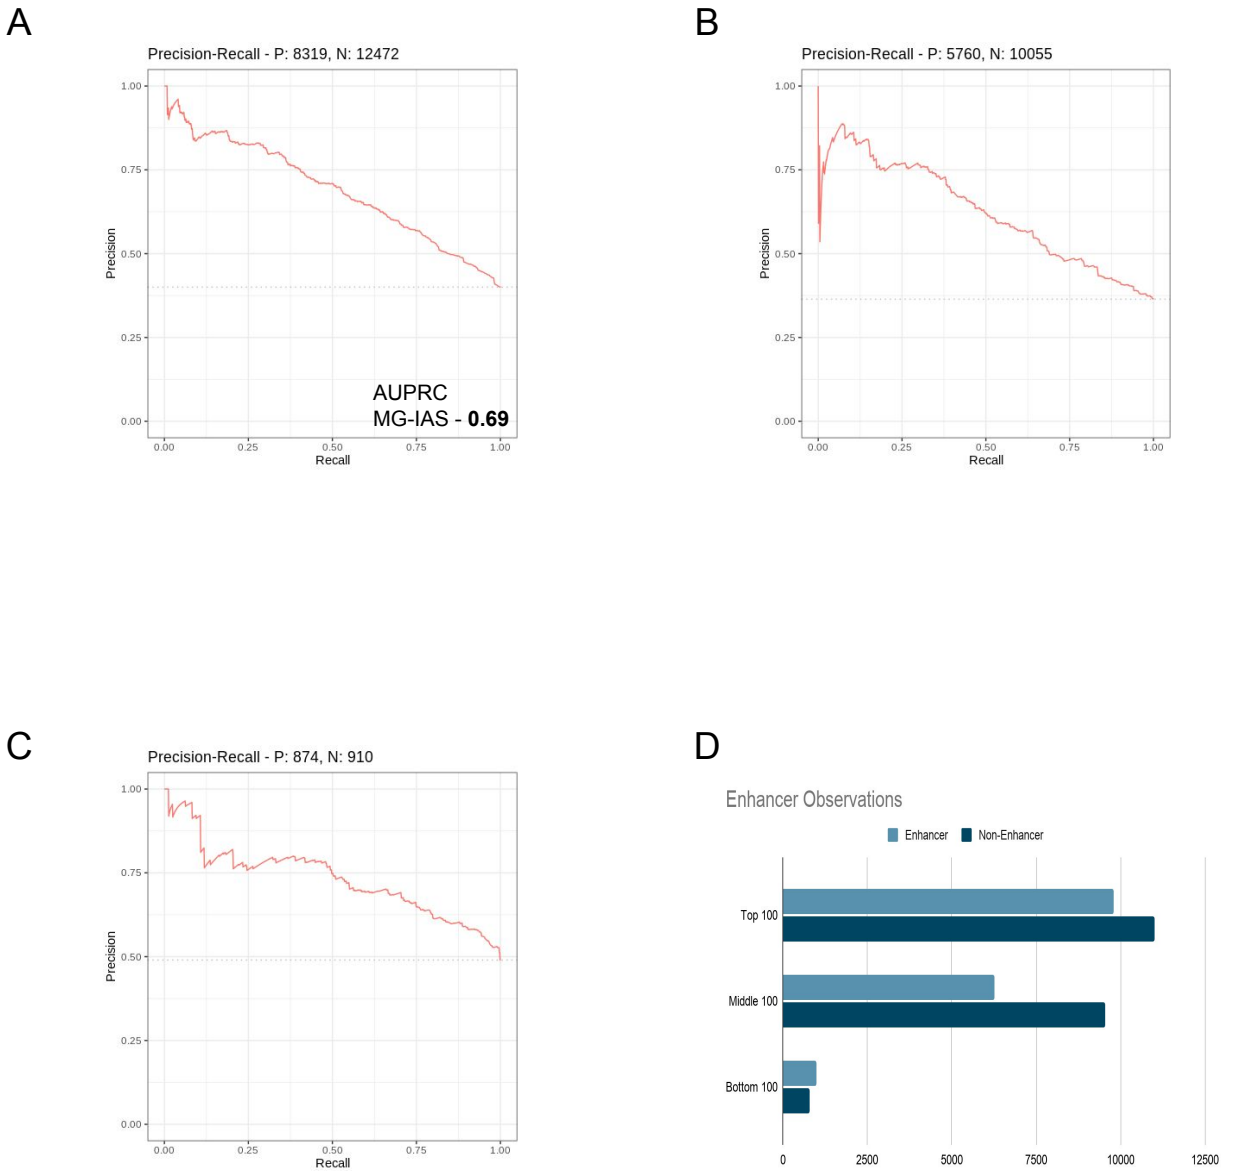 A
Precision-Recall - P: 8319, N: 12472
1.00
0.75
0.50
0.25
0.00
Precision
0.00 0.25 0.50 0.75 1.00
Recall
AUPRC
MG-IAS - 0.69
B
Precision-Recall - P: 5760, N: 10055
1.00
0.75
0.50
0.25
0.00
Precision
0.00 0.25 0.50 0.75 1.00
Recall
C
Precision-Recall - P: 874, N: 910
1.00
0.75
0.50
0.25
0.00
Precision
0.00 0.25 0.50 0.75 1.00
Recall
D
Enhancer Observations
Enhancer Non-Enhancer
Top 100
Middle 100
Bottom 100
0 2500 5000 7500 10000 12500